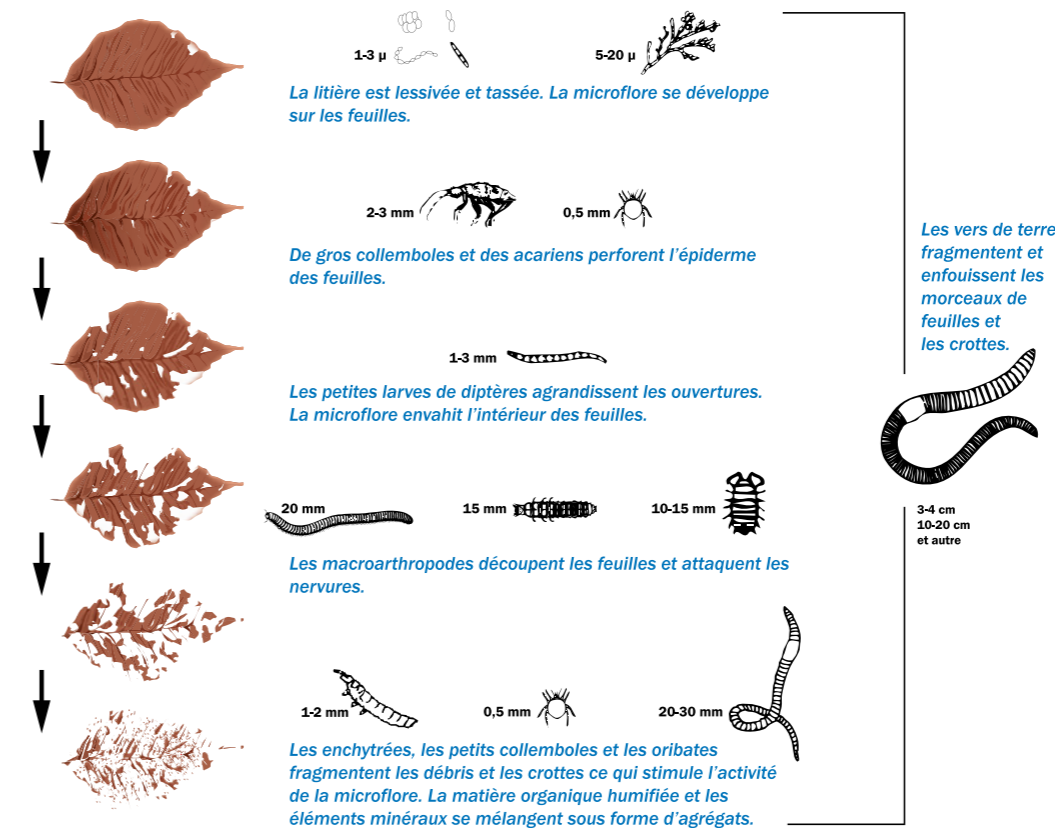 1-3 µ
5-20 µ
La litière est lessivée et tassée. La microflore se développe
sur les feuilles.
2-3 mm
0,5 mm
De gros collemboles et des acariens perforent l’épiderme
des feuilles.
Les vers de terre
fragmentent et
enfouissent les
morceaux de
feuilles et
les crottes.
1-3 mm
Les petites larves de diptères agrandissent les ouvertures.
La microflore envahit l’intérieur des feuilles.
20 mm
15 mm
10-15 mm
3-4 cm
10-20 cm
et autre
Les macroarthropodes découpent les feuilles et attaquent les
nervures.
1-2 mm
0,5 mm
20-30 mm
Les enchytrées, les petits collemboles et les oribates
fragmentent les débris et les crottes ce qui stimule l’activité
de la microflore. La matière organique humifiée et les
éléments minéraux se mélangent sous forme d’agrégats.